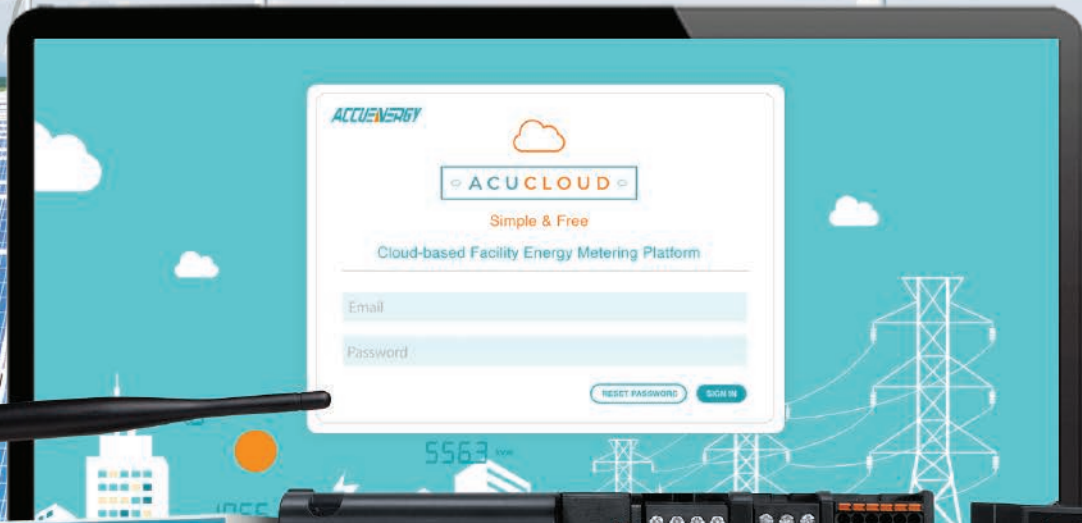 ACCUENERGY
ACUCLOUD
Simple & Free
Cloud-based Facility Energy Metering Platform
Email
Password
RESET PASSWORD
SIGN IN
5563